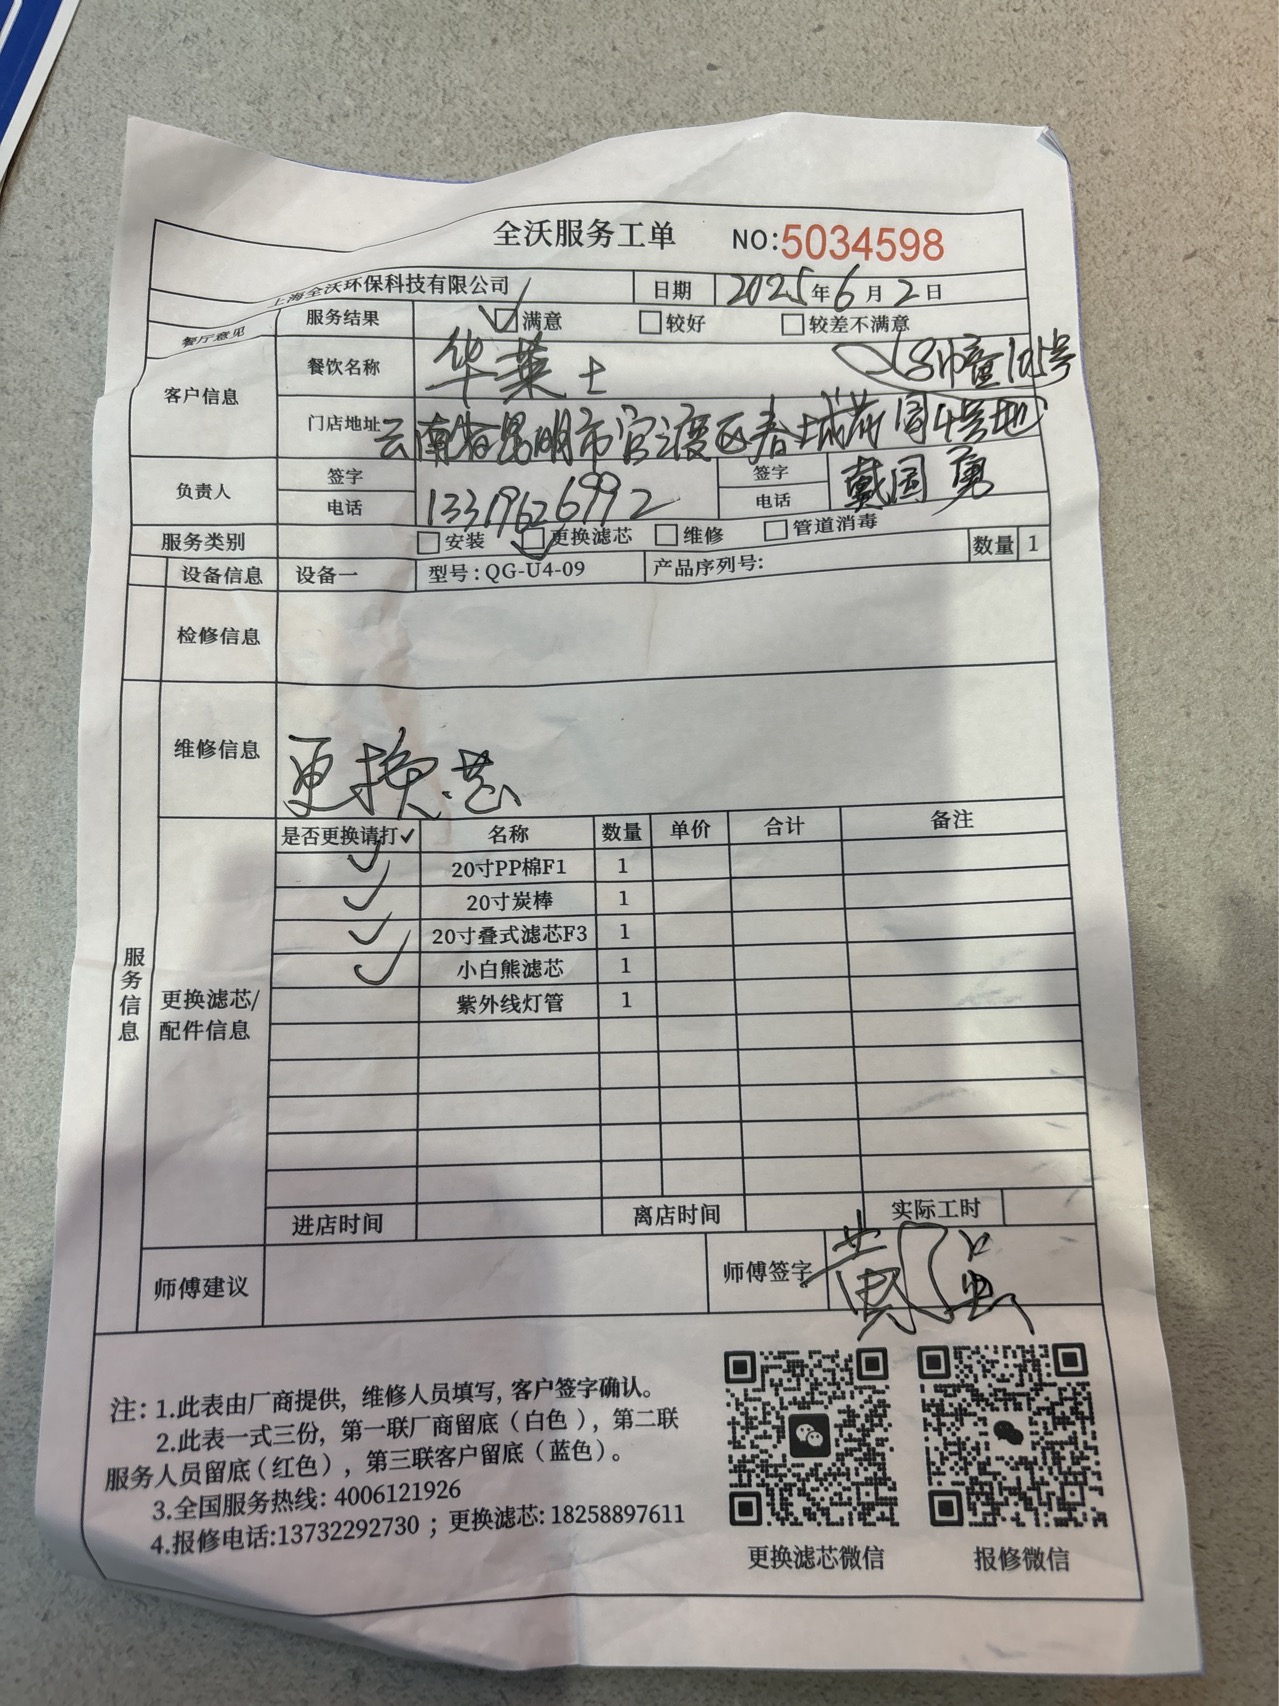 全沃服务工单 NO:5034598
上海全沃环保科技有限公司 日期 2025年6月2日
餐厅意见 服务结果 满意 较好 较差不满意
客户信息 餐饮名称 华莱士 105号
门店地址 云南省昆明市官渡区春城 园4号地
负责人 签字 签字 戴国勇
电话 13319626992 电话
服务类别 安装 更换滤芯 维修 管道消毒 数量 1
设备信息 设备一 型号:QG-U4-09 产品序列号:
检修信息
维修信息 更换芯
服务信息
更换滤芯/配件信息
是否更换请打✓ 名称 数量 单价 合计 备注
✓ 20寸PP棉F1 1
✓ 20寸炭棒 1
✓ 20寸叠式滤芯F3 1
✓ 小白熊滤芯 1
紫外线灯管 1
进店时间 离店时间 实际工时
师傅建议 师傅签字 黄
注: 1.此表由厂商提供, 维修人员填写, 客户签字确认。
2.此表一式三份, 第一联厂商留底(白色), 第二联
服务人员留底(红色), 第三联客户留底(蓝色)。
3.全国服务热线: 4006121926
4.报修电话:13732292730 ; 更换滤芯: 18258897611
更换滤芯微信 报修微信